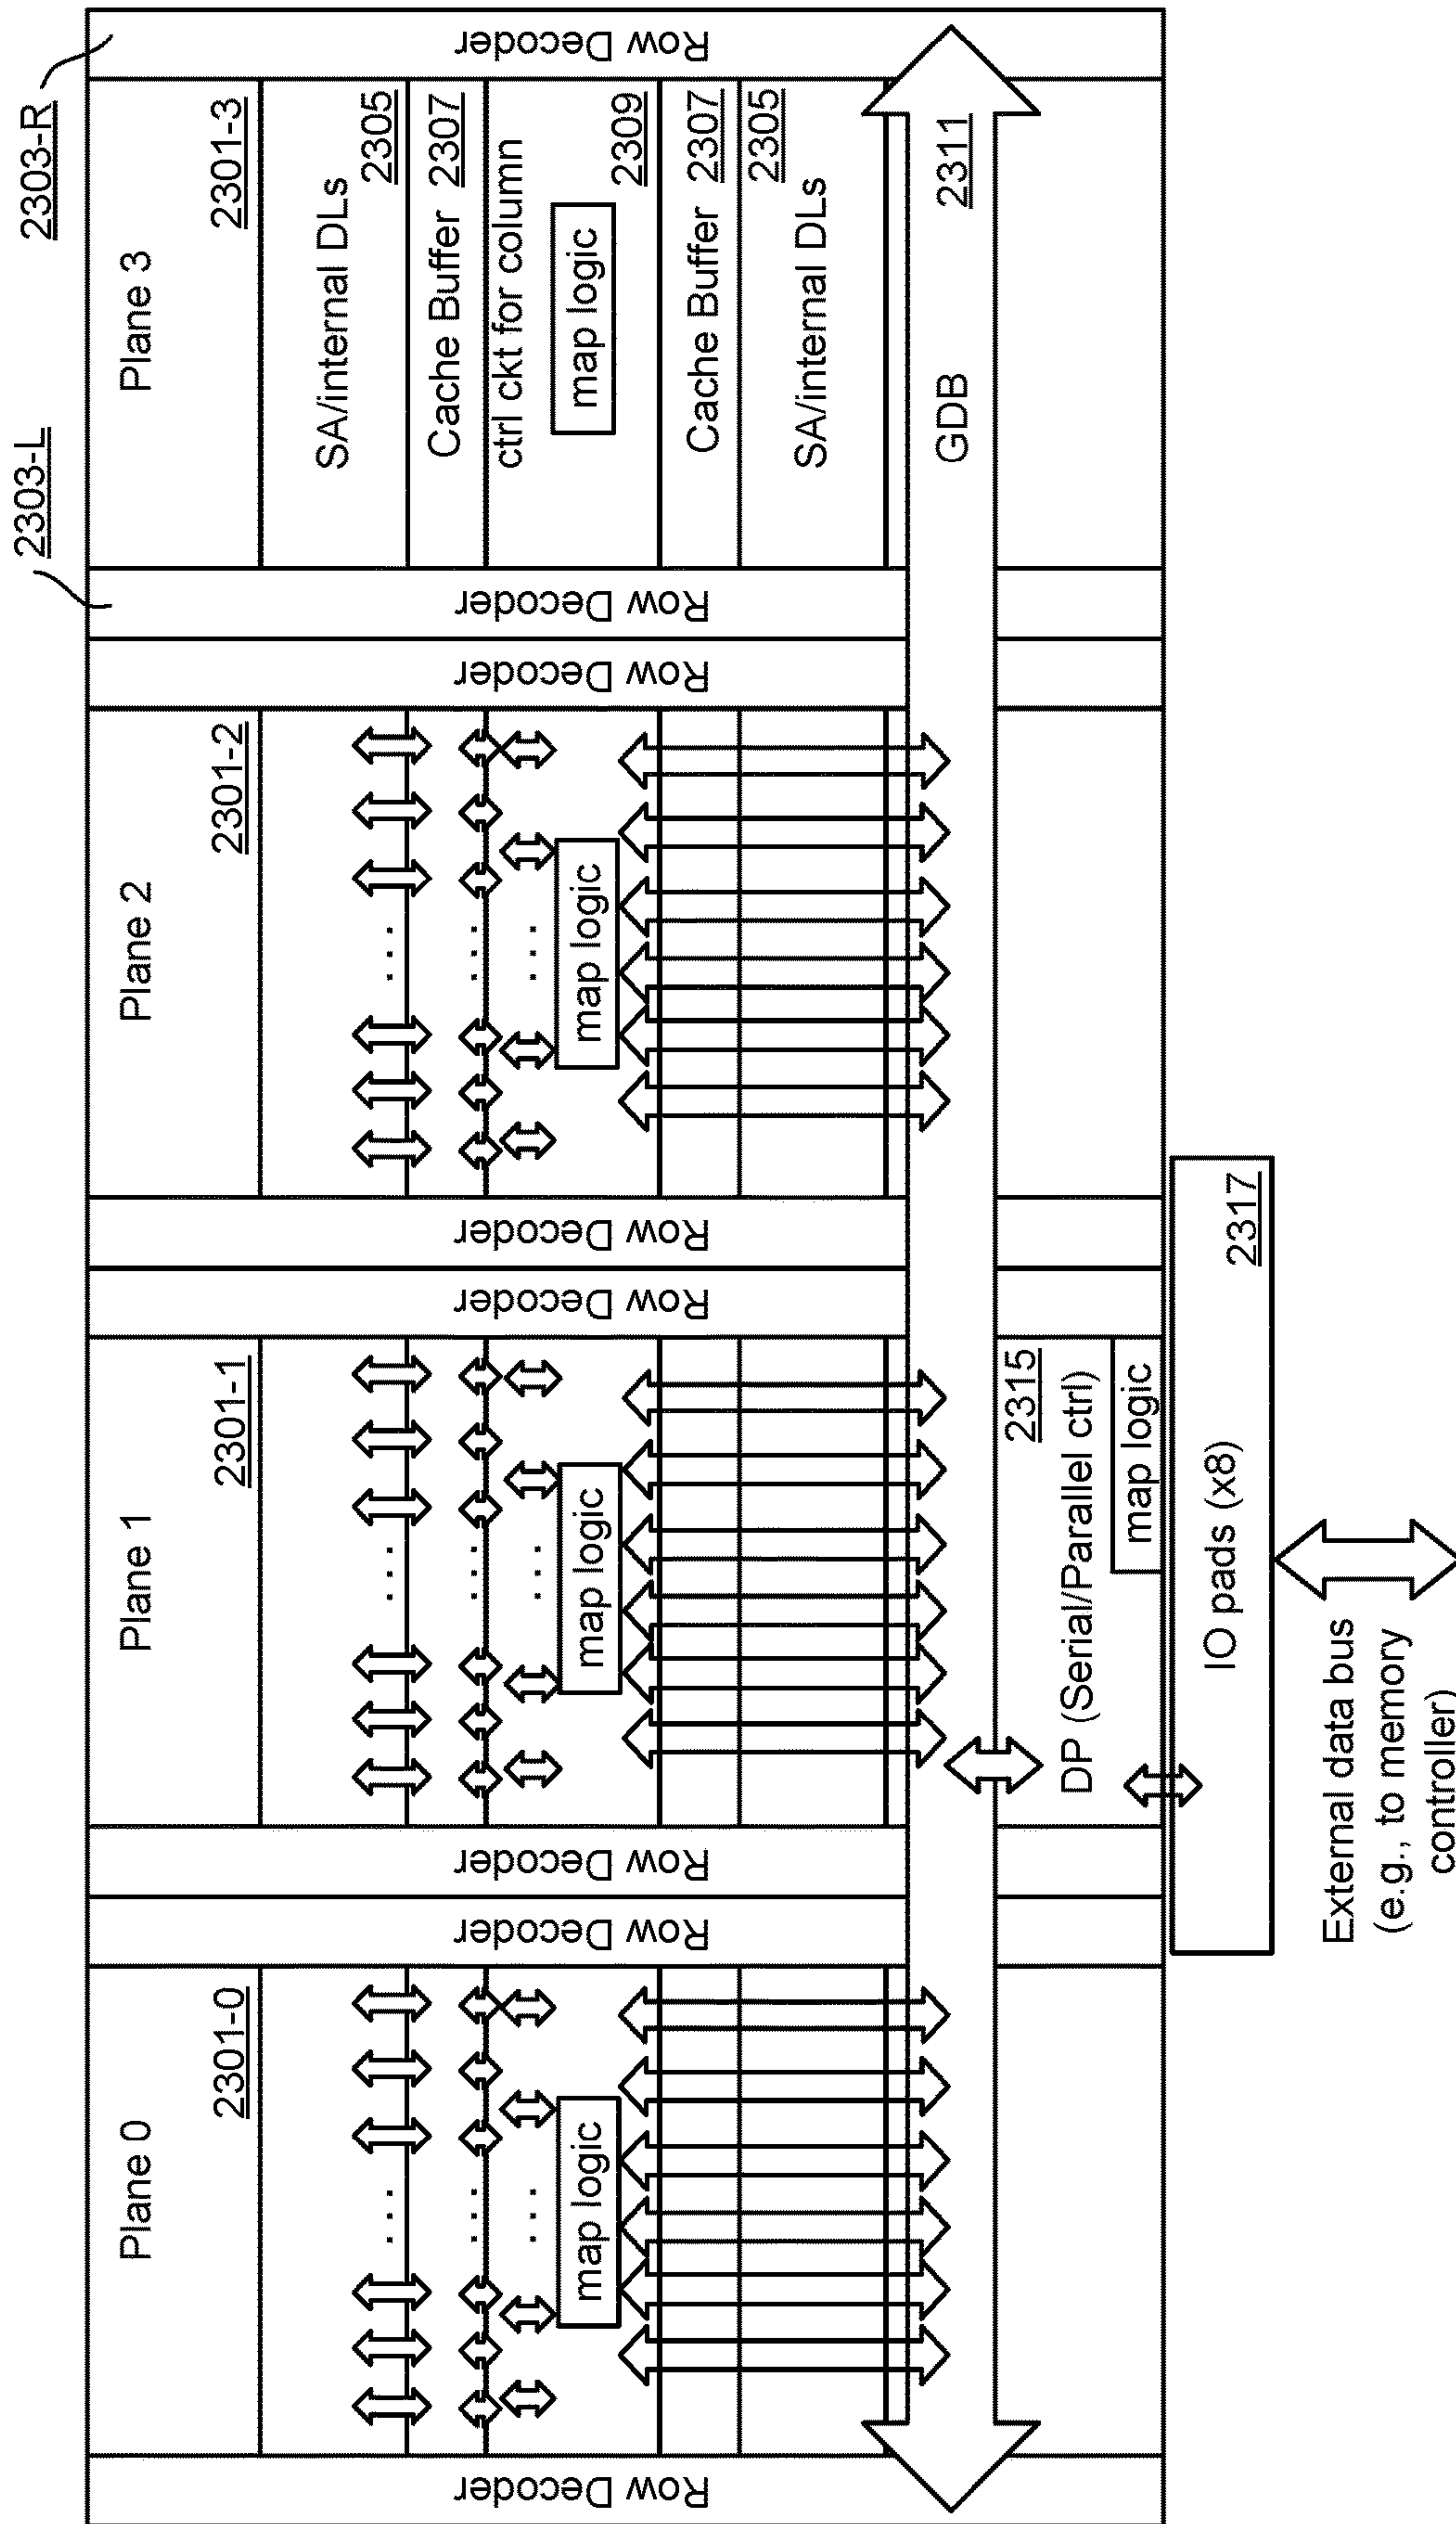 2303-L
2303-R
Row Decoder
Plane 0
2301-0
. . .
. . .
. . .
map logic
Row Decoder
Row Decoder
Plane 1
2301-1
. . .
. . .
. . .
map logic
Row Decoder
Row Decoder
Plane 2
2301-2
. . .
. . .
. . .
map logic
Row Decoder
Row Decoder
Plane 3
2301-3
SA/internal DLs
2305
Cache Buffer 2307
ctrl ckt for column
map logic
2309
Cache Buffer 2307
2305
SA/internal DLs
Row Decoder
GDB
2311
2315
DP (Serial/Parallel ctrl)
map logic
IO pads (x8)
2317
External data bus
(e.g., to memory
controller)